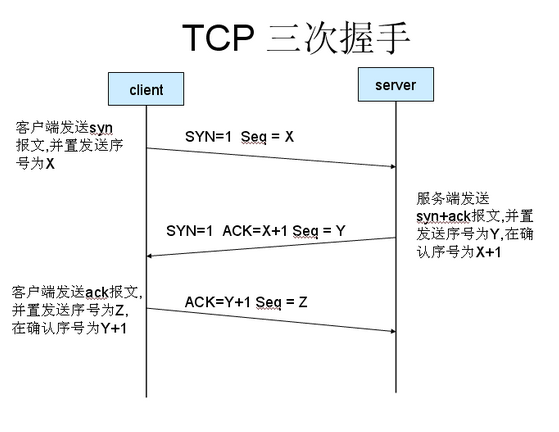 TCP 三次握手
client
server
客户端发送syn
报文,并置发送序
号为X
SYN=1 Seq = X
服务端发送
syn+ack报文,并置
发送序号为Y,在确
认序号为X+1
SYN=1 ACK=X+1 Seq = Y
客户端发送ack报文,
并置发送序号为Z,
在确认序号为Y+1
ACK=Y+1 Seq = Z